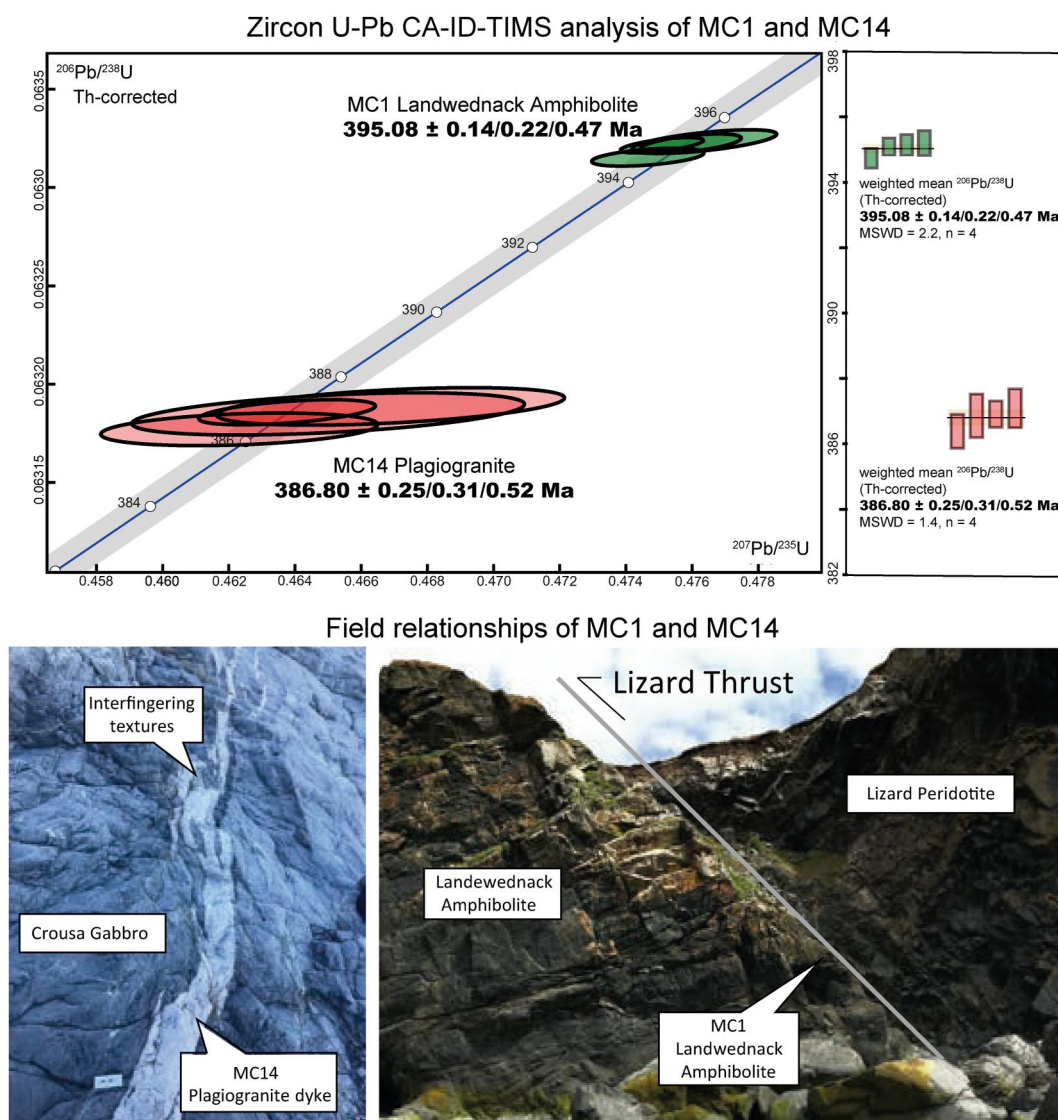 Zircon U-Pb CA-ID-TIMS analysis of MC1 and MC14
206Pb/238U
Th-corrected
0.0635
0.0630
0.06325
0.06320
0.06315
MC1 Landwednack Amphibolite
395.08 ± 0.14/0.22/0.47 Ma
396
394
392
390
388
386
384
MC14 Plagiogranite
386.80 ± 0.25/0.31/0.52 Ma
207Pb/235U
0.458
0.460
0.462
0.464
0.466
0.468
0.470
0.472
0.474
0.476
0.478
398
394
390
386
382
weighted mean 206Pb/238U
(Th-corrected)
395.08 ± 0.14/0.22/0.47 Ma
MSWD = 2.2, n = 4
weighted mean 206Pb/238U
(Th-corrected)
386.80 ± 0.25/0.31/0.52 Ma
MSWD = 1.4, n = 4
Field relationships of MC1 and MC14
Interfingering
textures
Crousa Gabbro
MC14
Plagiogranite dyke
Lizard Thrust
Lizard Peridotite
Landewednack
Amphibolite
MC1
Landwednack
Amphibolite